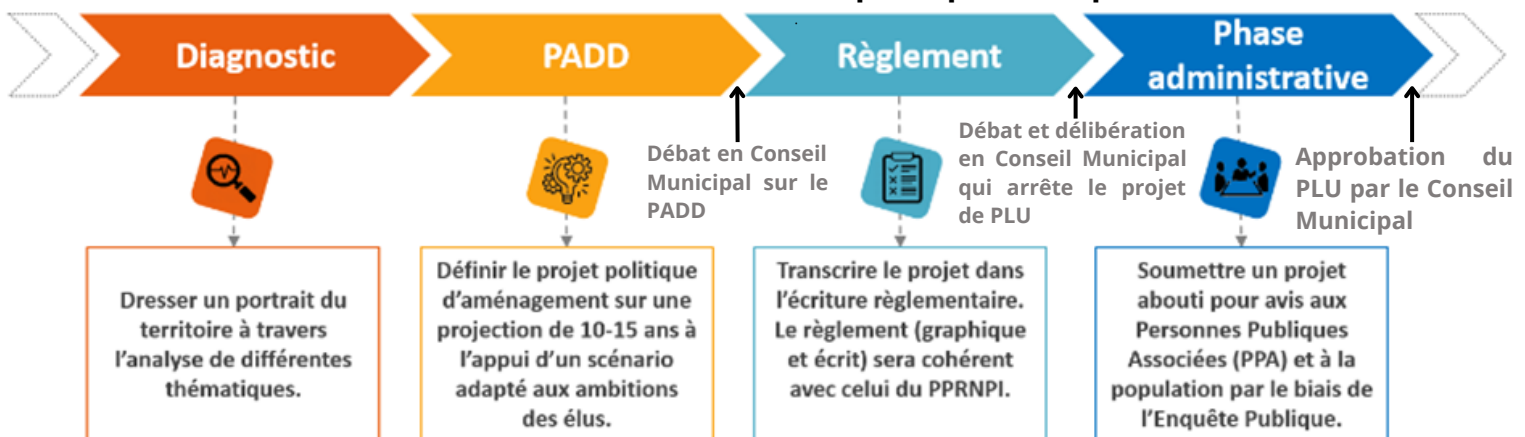 Diagnostic
PADD
Règlement
Phase
administrative
Débat en Conseil
Municipal sur le
PADD
Débat et délibération
en Conseil Municipal
qui arrête le projet
de PLU
Approbation du
PLU par le Conseil
Municipal
Dresser un portrait du
territoire à travers
l’analyse de différentes
thématiques.
Définir le projet politique
d’aménagement sur une
projection de 10-15 ans à
l’appui d’un scénario
adapté aux ambitions
des élus.
Transcrire le projet dans
l’écriture règlementaire.
Le règlement (graphique
et écrit) sera cohérent
avec celui du PPRNPI.
Soumettre un projet
abouti pour avis aux
Personnes Publiques
Associées (PPA) et à la
population par le biais de
l’Enquête Publique.